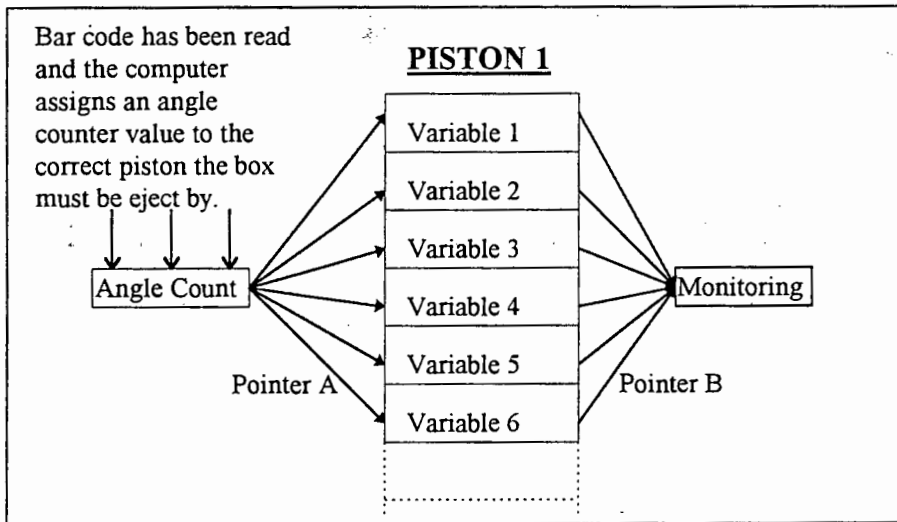 Bar code has been read
and the computer
assigns an angle
counter value to the
correct piston the box
must be eject by.
PISTON 1
Variable 1
Variable 2
Variable 3
Variable 4
Variable 5
Variable 6
Angle Count
Monitoring
Pointer A
Pointer B